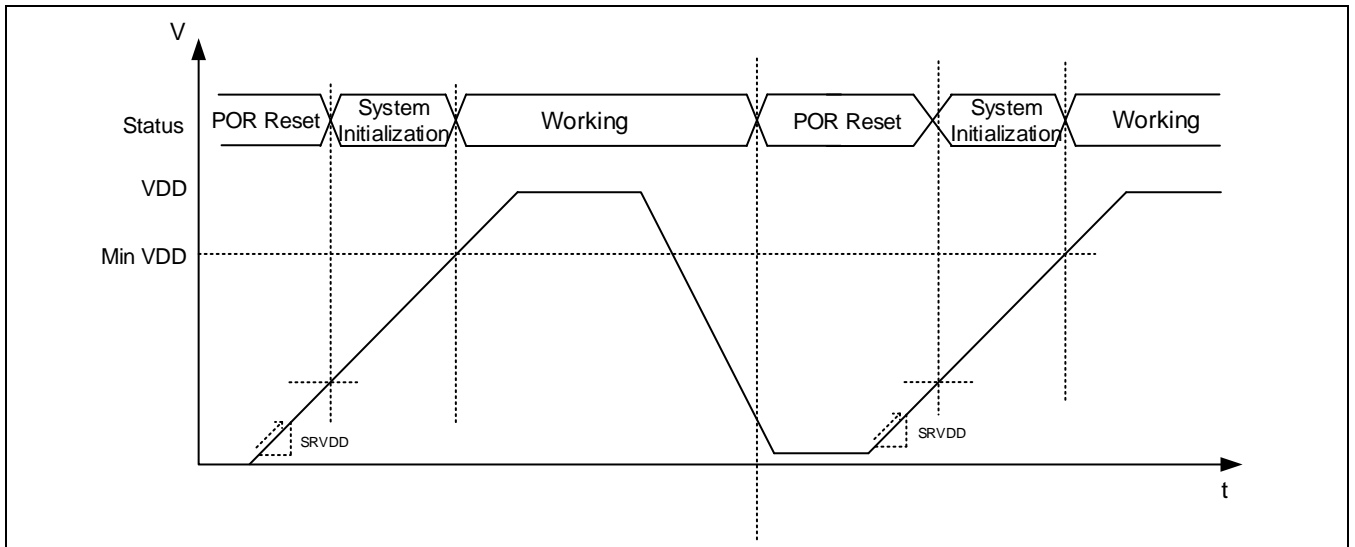 V
Status
POR Reset
System
Initialization
Working
POR Reset
System
Initialization
Working
VDD
Min VDD
SRVDD
SRVDD
t